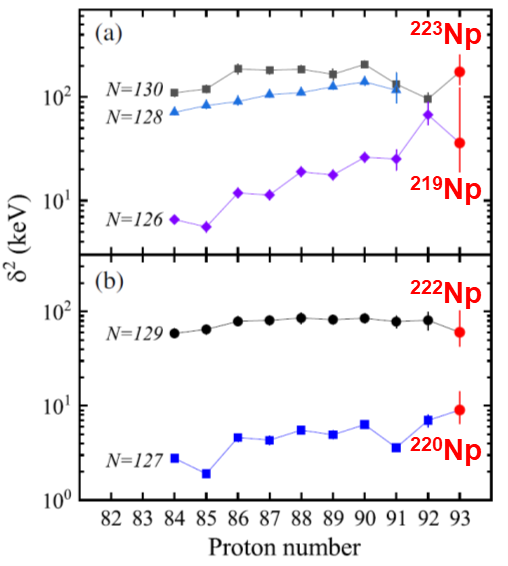 (a)
²²³Np
10²
N=130
N=128
²¹⁹Np
10¹
N=126
δ² (keV)
(b)
²²²Np
10²
N=129
10¹
²²⁰Np
N=127
10⁰
82 83 84 85 86 87 88 89 90 91 92 93
Proton number